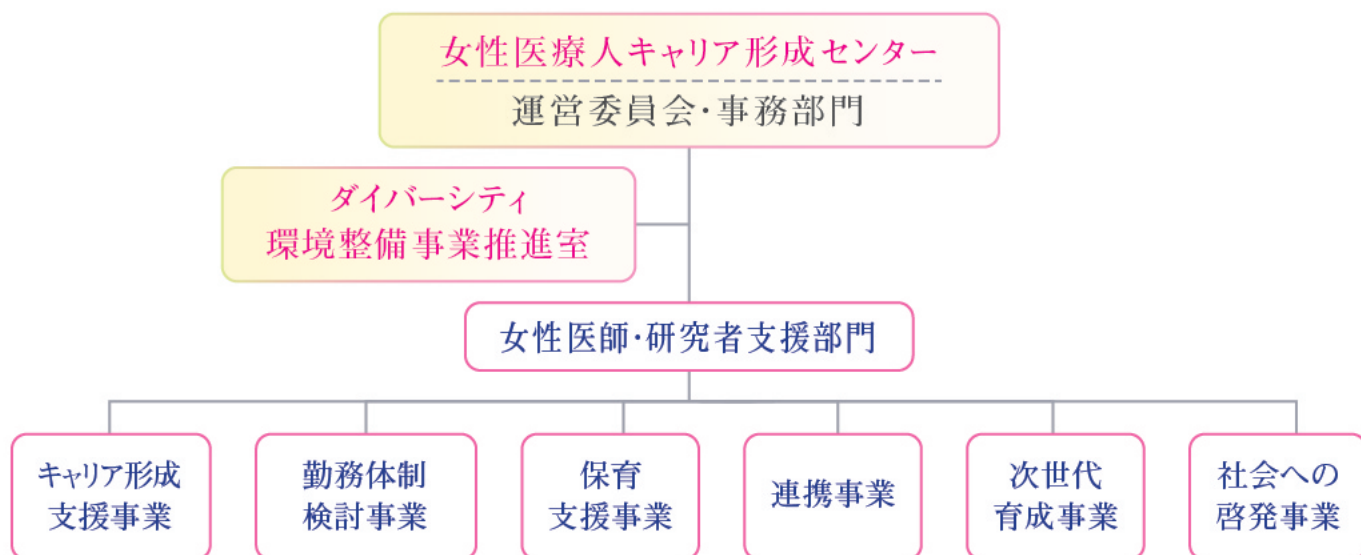 女性医療人キャリア形成センター
運営委員会・事務部門
ダイバーシティ
環境整備事業推進室
女性医師・研究者支援部門
キャリア形成
支援事業
勤務体制
検討事業
保育
支援事業
連携事業
次世代
育成事業
社会への
啓発事業